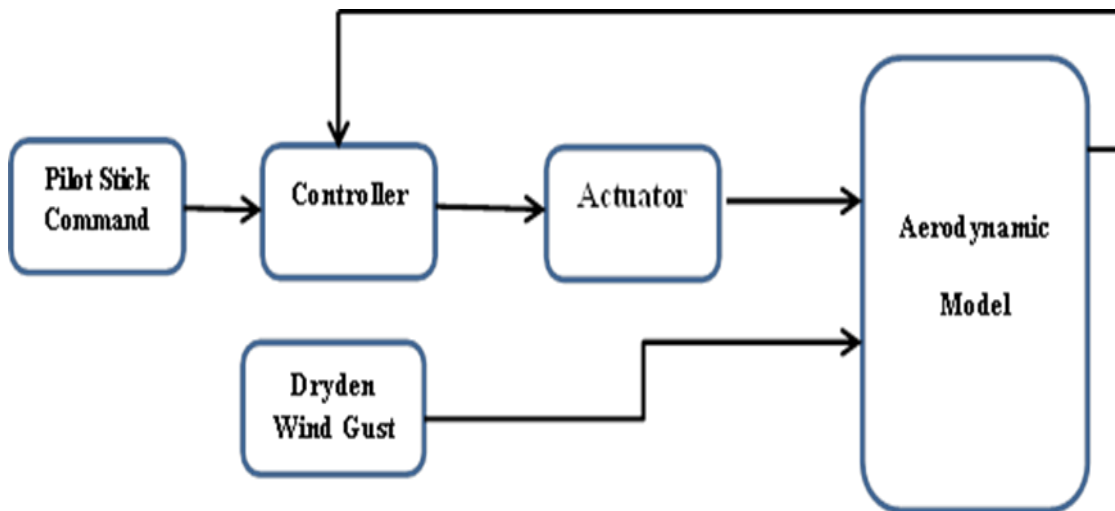 Pilot Stick
Command
Controller
Actuator
Aerodynamic
Model
Dryden
Wind Gust